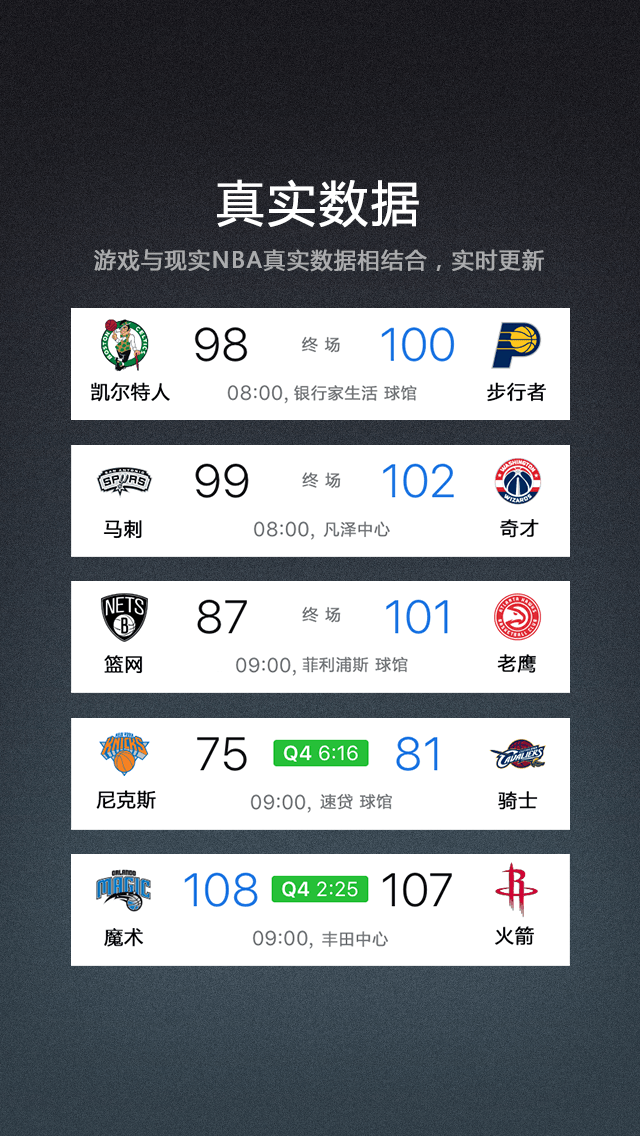 真实数据
游戏与现实NBA真实数据相结合，实时更新
98 终 场 100
凯尔特人 08:00, 银行家生活 球馆 步行者
BOSTON CELTICS
99 终 场 102
SAN ANTONIO
SPURS
WASHINGTON
WIZARDS
马刺 08:00, 凡泽中心 奇才
NETS
B
87 终 场 101
ATLANTA HAWKS
BASKETBALL CLUB
篮网 09:00, 菲利浦斯 球馆 老鹰
NEW YORK
KNICKS
75 Q4 6:16 81
CAVALIERS
尼克斯 09:00, 速贷 球馆 骑士
ORLANDO
MAGIC
108 Q4 2:25 107
R
魔术 09:00, 丰田中心 火箭